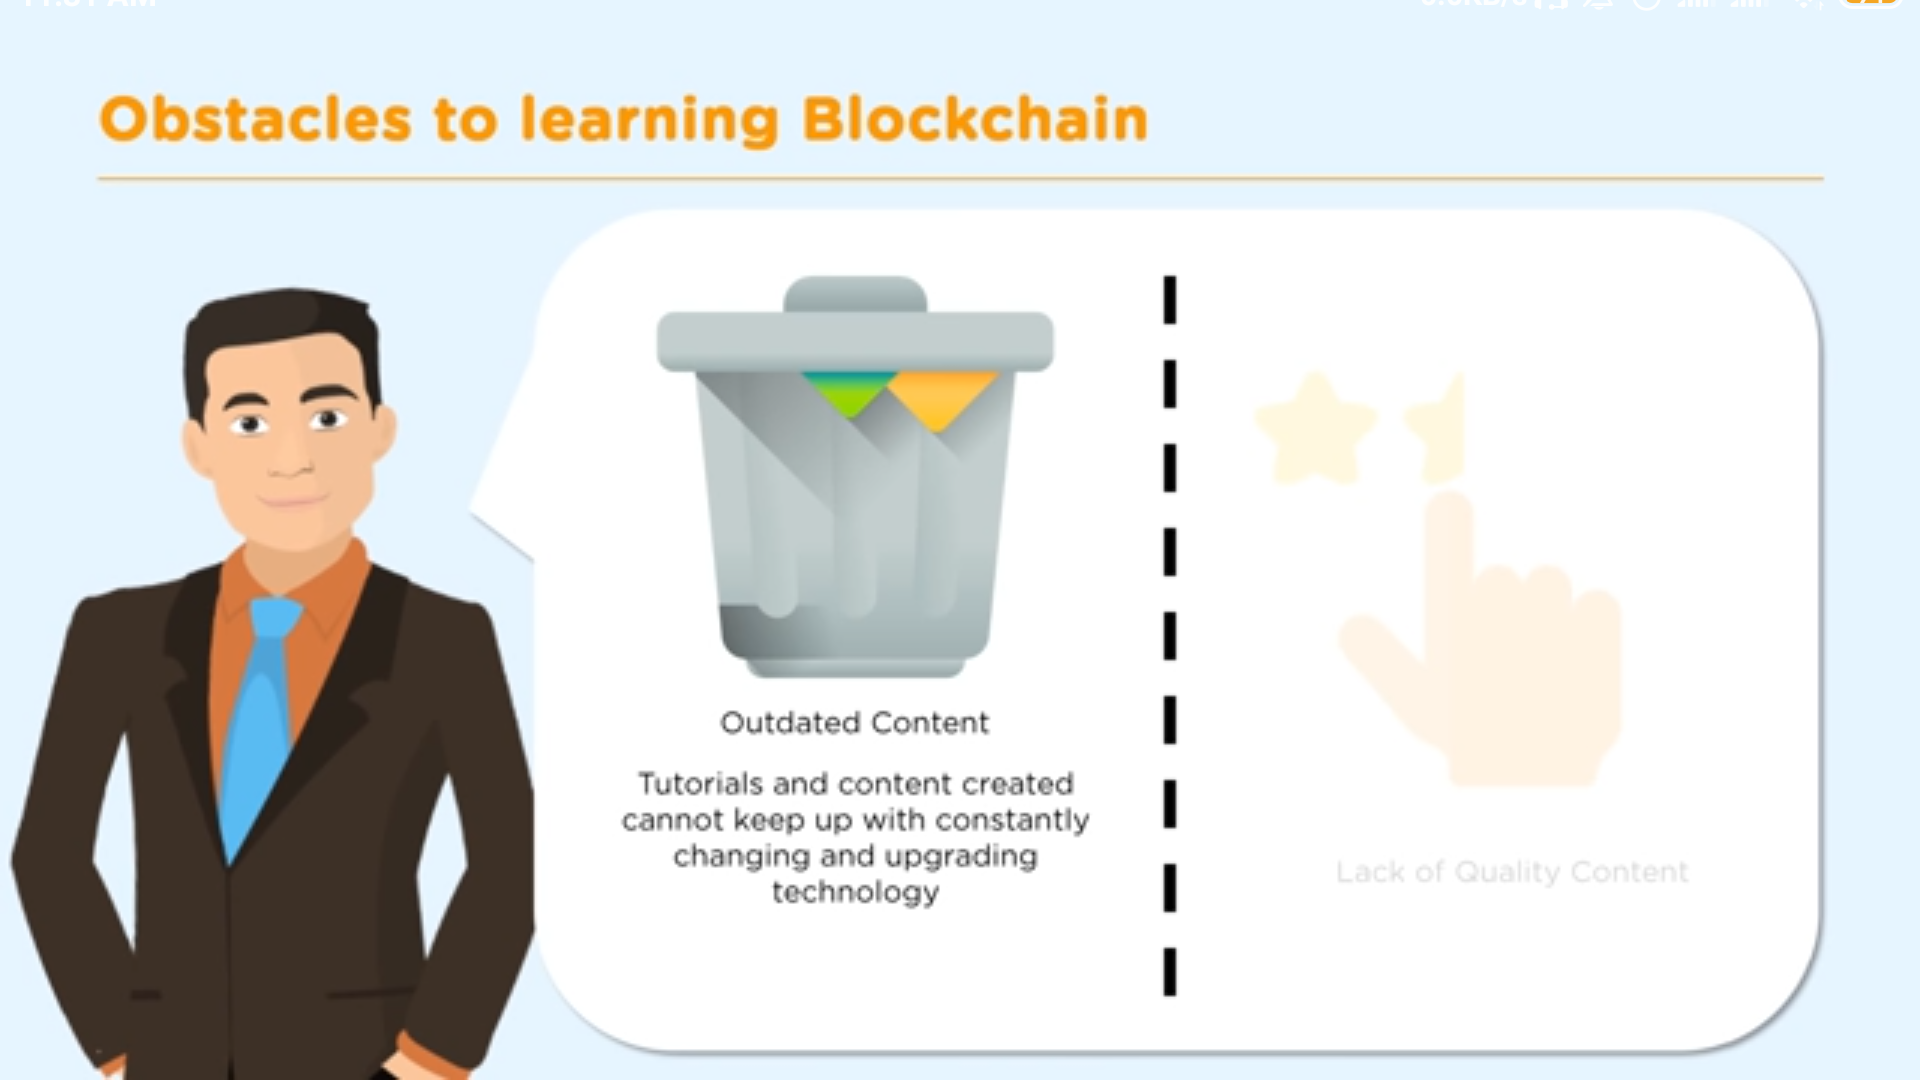 Obstacles to learning Blockchain
Outdated Content
Tutorials and content created
cannot keep up with constantly
changing and upgrading
technology
Lack of Quality Content